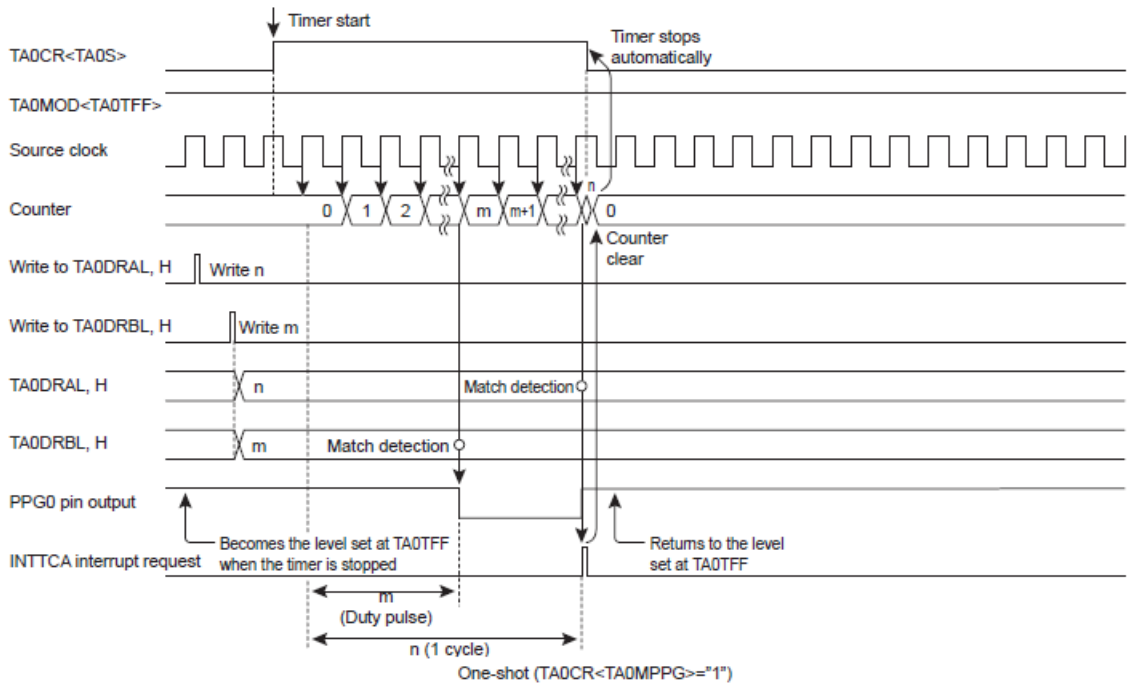 Timer start
TA0CR<TA0S>
Timer stops
automatically
TA0MOD<TA0TFF>
Source clock
n
Counter
0 1 2 m m+1 0
Counter
clear
Write to TA0DRAL, H
Write n
Write to TA0DRBL, H
Write m
TA0DRAL, H
n
Match detection
TA0DRBL, H
m
Match detection
PPG0 pin output
Becomes the level set at TA0TFF
when the timer is stopped
Returns to the level
set at TA0TFF
INTTCA interrupt request
m
(Duty pulse)
n (1 cycle)
One-shot (TA0CR<TA0MPPG>="1")